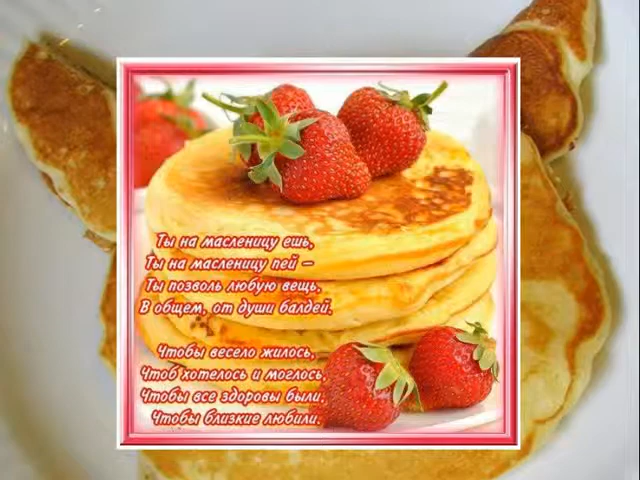 Ты на масленицу ешь,
Ты на масленицу пей –
Ты позволь любую вещь.
В общем, от души балдей.
Чтобы весело жилось,
Чтоб хотелось и моглось,
Чтобы все здоровы были,
Чтобы близкие любили.